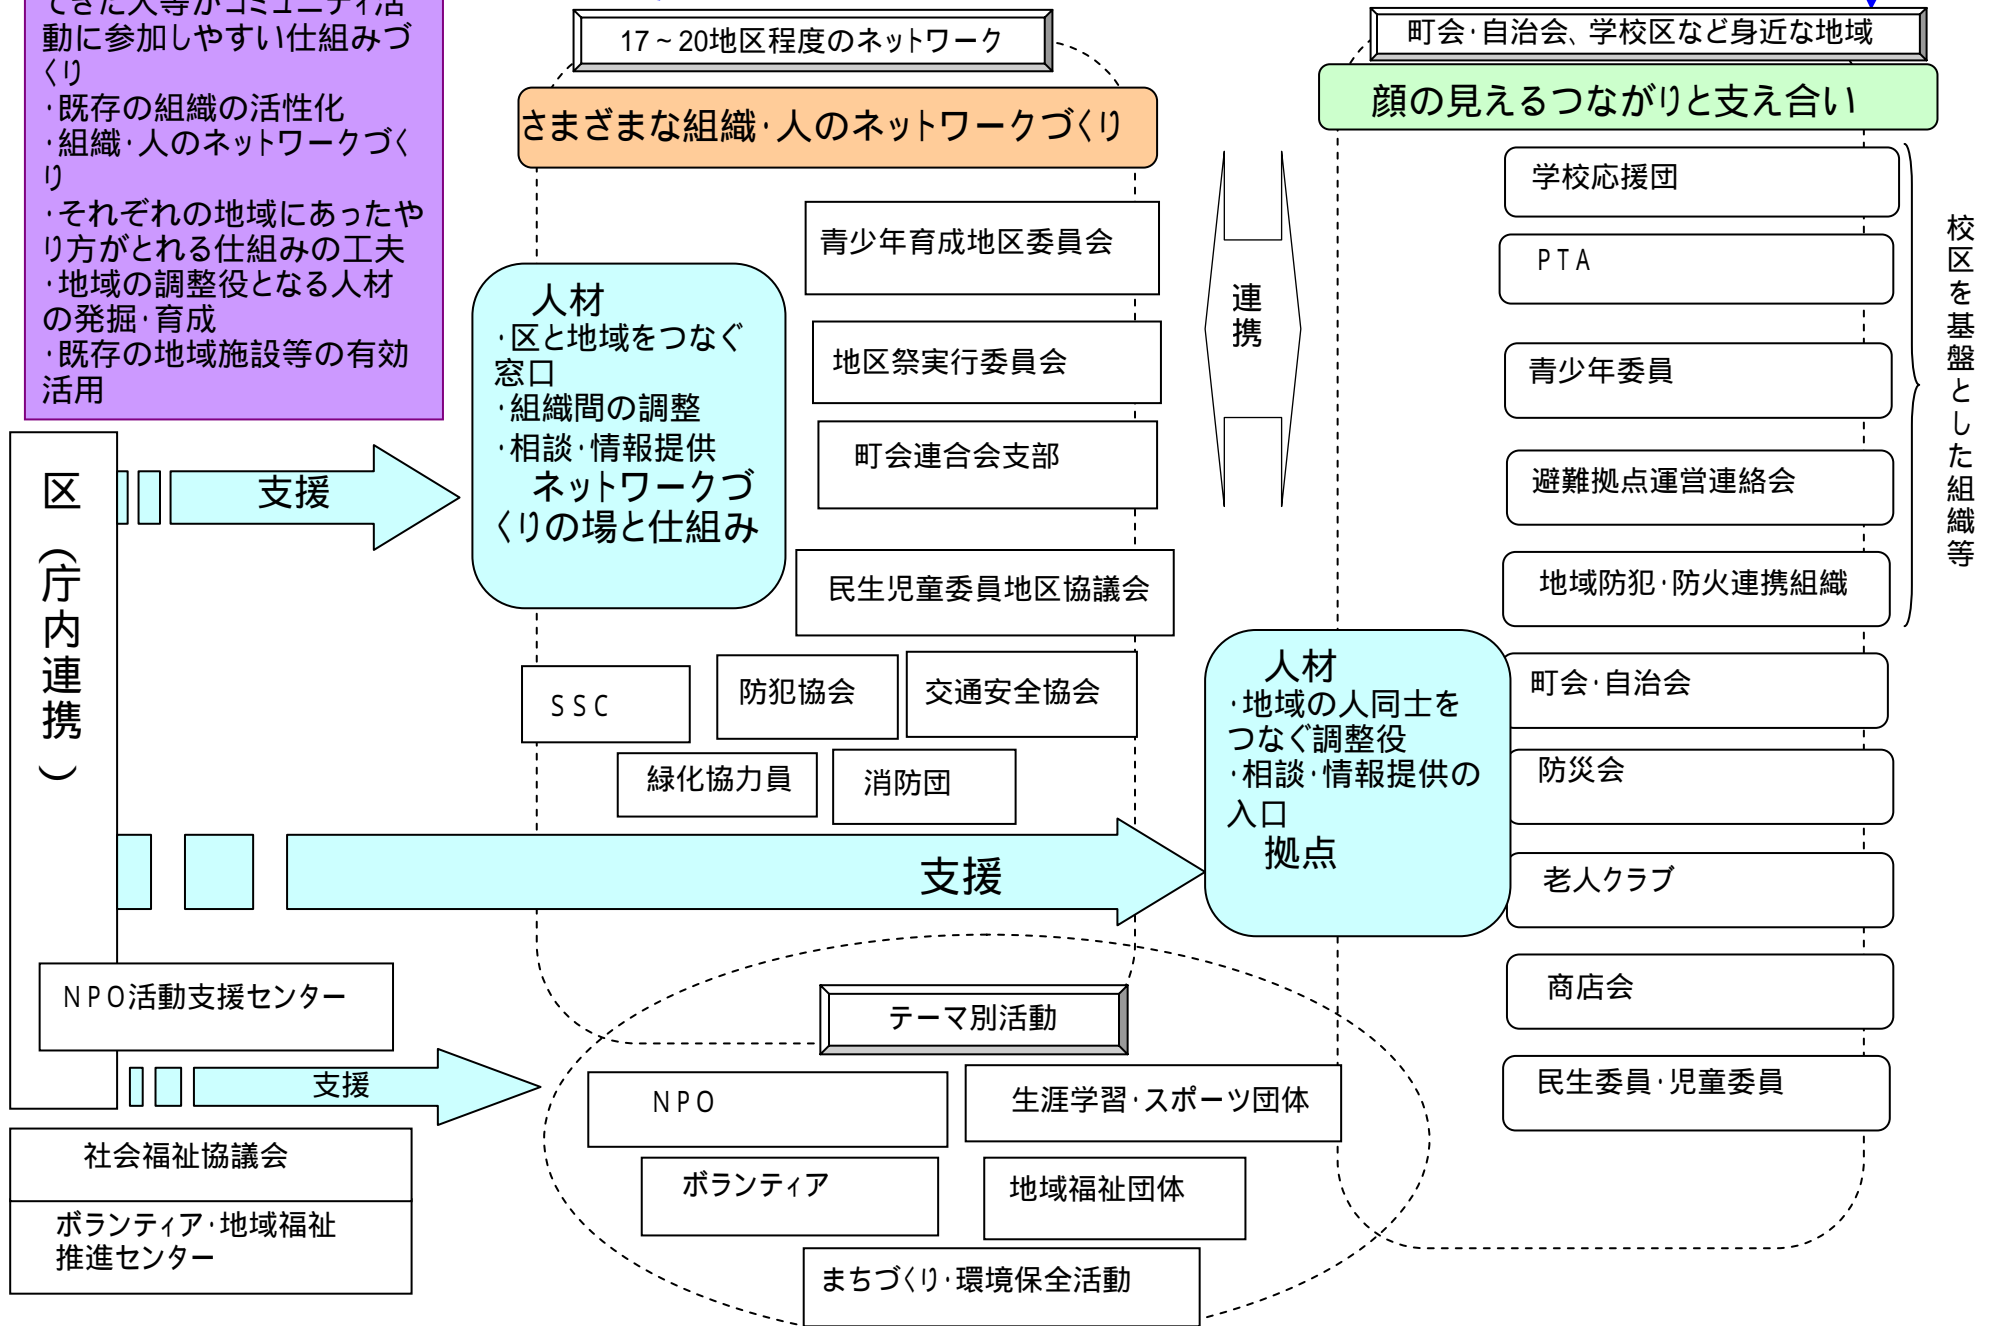 できた人等がコミュニティ活
動に参加しやすい仕組みづ
くり
・既存の組織の活性化
・組織・人のネットワークづく
り
・それぞれの地域にあったや
り方がとれる仕組みの工夫
・地域の調整役となる人材
の発掘・育成
・既存の地域施設等の有効
活用
17～20地区程度のネットワーク
さまざまな組織・人のネットワークづくり
町会・自治会、学校区など身近な地域
顔の見えるつながりと支え合い
区（庁内連携）
支援
人材
・区と地域をつなぐ
窓口
・組織間の調整
・相談・情報提供
ネットワークづ
くりの場と仕組み
青少年育成地区委員会
地区祭実行委員会
町会連合会支部
民生児童委員地区協議会
SSC
防犯協会
交通安全協会
緑化協力員
消防団
連携
学校応援団
PTA
青少年委員
避難拠点運営連絡会
地域防犯・防火連携組織
校区を基盤とした組織等
支援
人材
・地域の人同士を
つなぐ調整役
・相談・情報提供の
入口
拠点
町会・自治会
防災会
老人クラブ
商店会
民生委員・児童委員
NPO活動支援センター
支援
社会福祉協議会
ボランティア・地域福祉
推進センター
テーマ別活動
NPO
生涯学習・スポーツ団体
ボランティア
地域福祉団体
まちづくり・環境保全活動